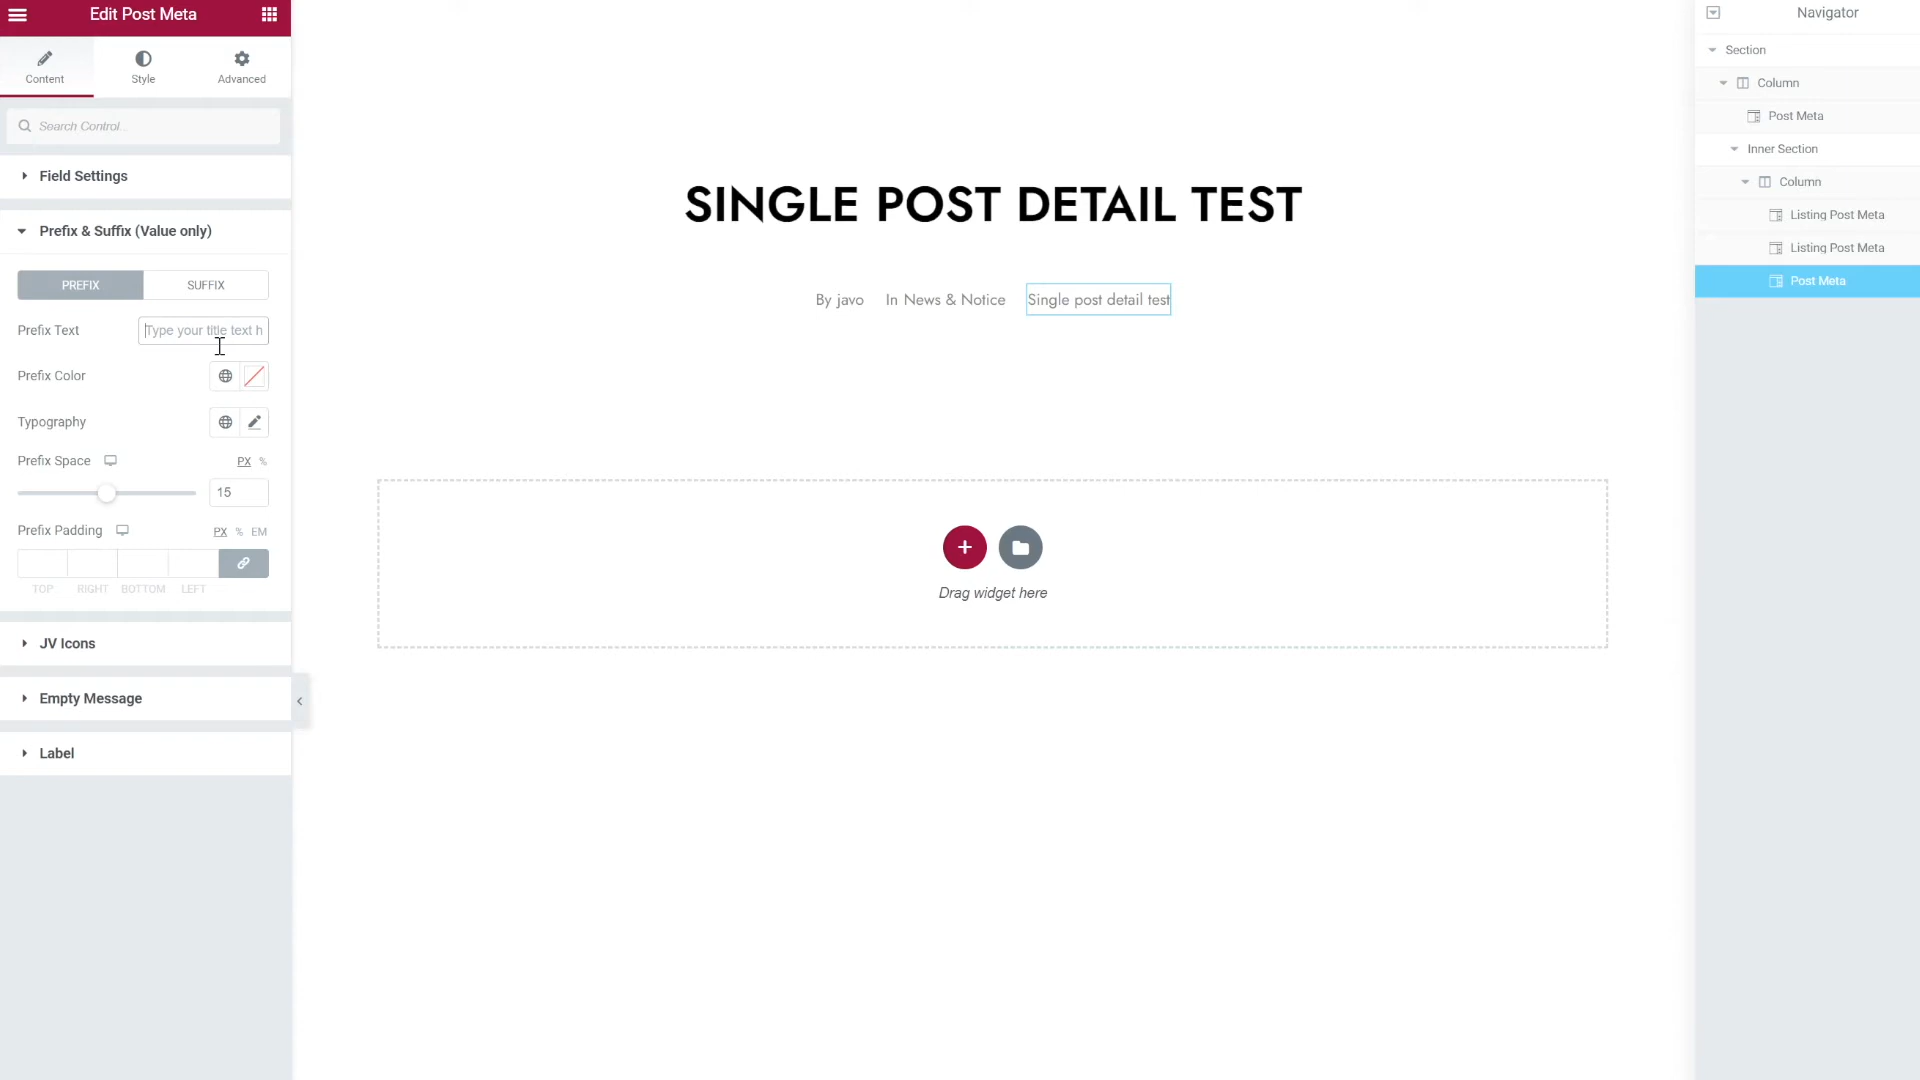 Edit Post Meta
Content
Style
Advanced
Search Control...
Field Settings
Prefix & Suffix (Value only)
PREFIX
SUFFIX
Prefix Text
Type your title text h
Prefix Color
Typography
Prefix Space
PX %
15
Prefix Padding
PX % EM
TOP RIGHT BOTTOM LEFT
JV Icons
Empty Message
Label
SINGLE POST DETAIL TEST
By javo In News & Notice Single post detail test
Drag widget here
Navigator
Section
Column
Post Meta
Inner Section
Column
Listing Post Meta
Listing Post Meta
Post Meta